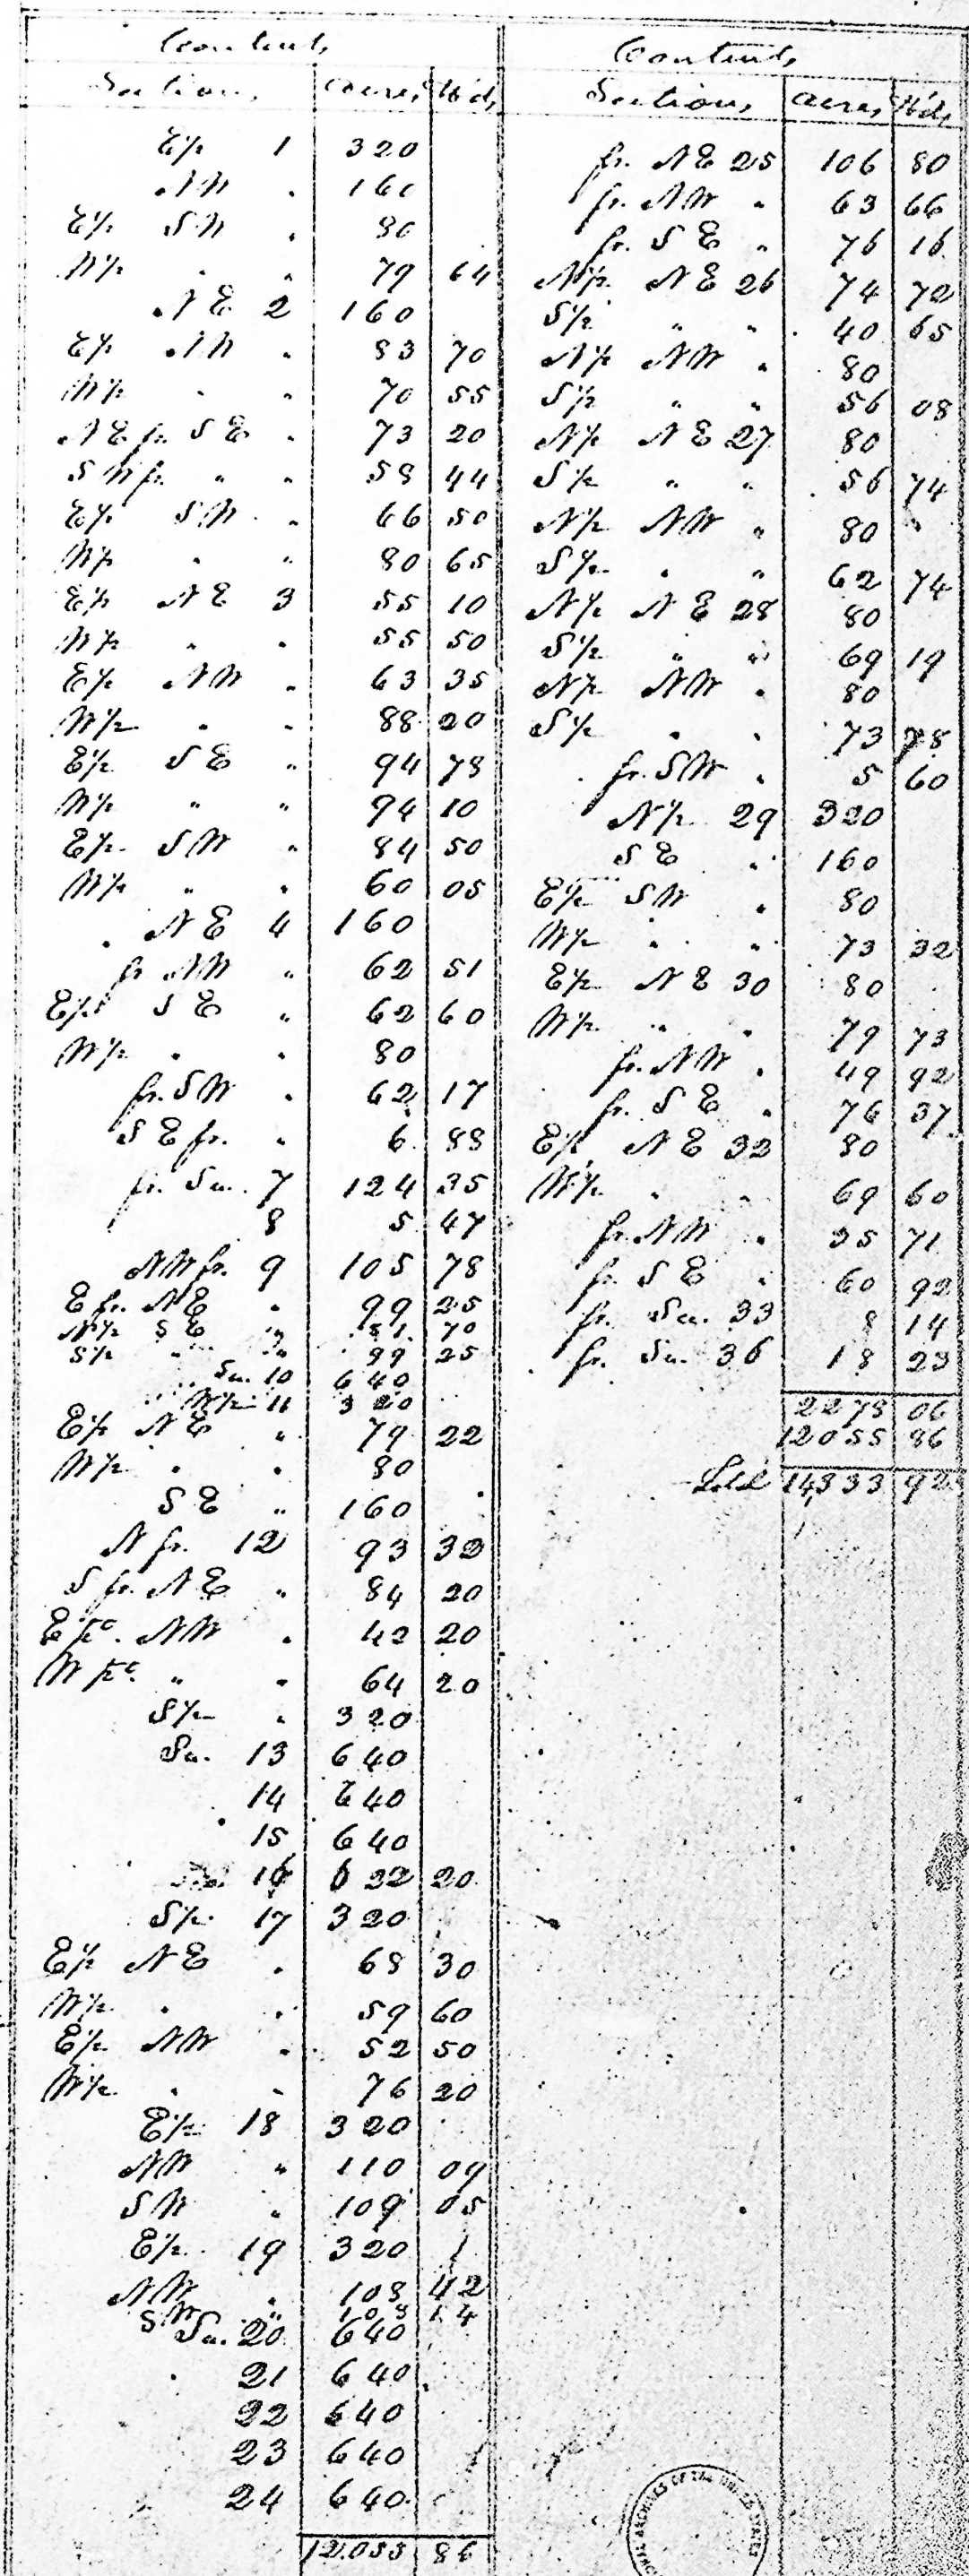 Contents
Sections Acres H'd,
E½ 1 320
NW " 160
E½ SW " 80
W½ " " 79 64
NE 2 160
E½ NW " 83 70
W½ " " 70 55
NE fr. SE " 73 20
SW fr. " " 58 44
E½ SW " 66 50
W½ " " 80 65
E½ NE 3 55 10
W½ " " 55 50
E½ NW " 63 35
W½ " " 88 20
E½ SE " 94 78
W½ " " 94 10
E½ SW " 84 50
W½ " " 60 05
NE 4 160
fr NW " 62 51
E½ SE " 62 60
W½ " " 80
fr. SW " 62 17
SE fr. " 6 88
fr. Sec. 7 124 35
8 5 47
NW fr. 9 105 78
E fr. NE " 99 25
N½ SE " 81 70
S½ " " 99 25
Sec. 10 640
W½ 11 320
E½ NE " 79 22
W½ " " 80
SE " 160
N fr. 12 93 32
S fr. NE " 84 20
E pc. NW " 42 20
W pc. " " 64 20
S½ " 320
Sec. 13 640
14 640
15 640
16 622 20
S½ 17 320
E½ NE " 68 30
W½ " " 59 60
E½ NW " 52 50
W½ " " 76 20
E½ 18 320
NW " 110 09
SW " 109 05
E½ 19 320
NW " 108 42
SW " 108 14
Sec. 20 640
21 640
22 640
23 640
24 640
12.055 86
Contents
Sections Acres H'd,
fr. NE 25 106 80
fr. NW " 63 66
fr. SE " 76 16
N½ NE 26 74 72
S½ " " 40 65
N½ NW " 80
S½ " " 56 08
N½ NE 27 80
S½ " " 56 74
N½ NW " 80
S½ " " 62 74
N½ NE 28 80
S½ " " 69 19
N½ NW " 80
S½ " " 73 78
fr. SW " 5 60
N½ 29 320
SE " 160
E½ SW " 80
W½ " " 73 32
E½ NE 30 80
W½ " " 79 73
fr. NW " 49 92
fr. SE " 76 37
E½ NE 32 80
W½ " " 69 60
fr. NW " 35 71
fr. SE " 60 92
fr. Sec. 33 8 14
fr. Sec. 36 18 23
2278 06
12055 86
Total 14,333 92